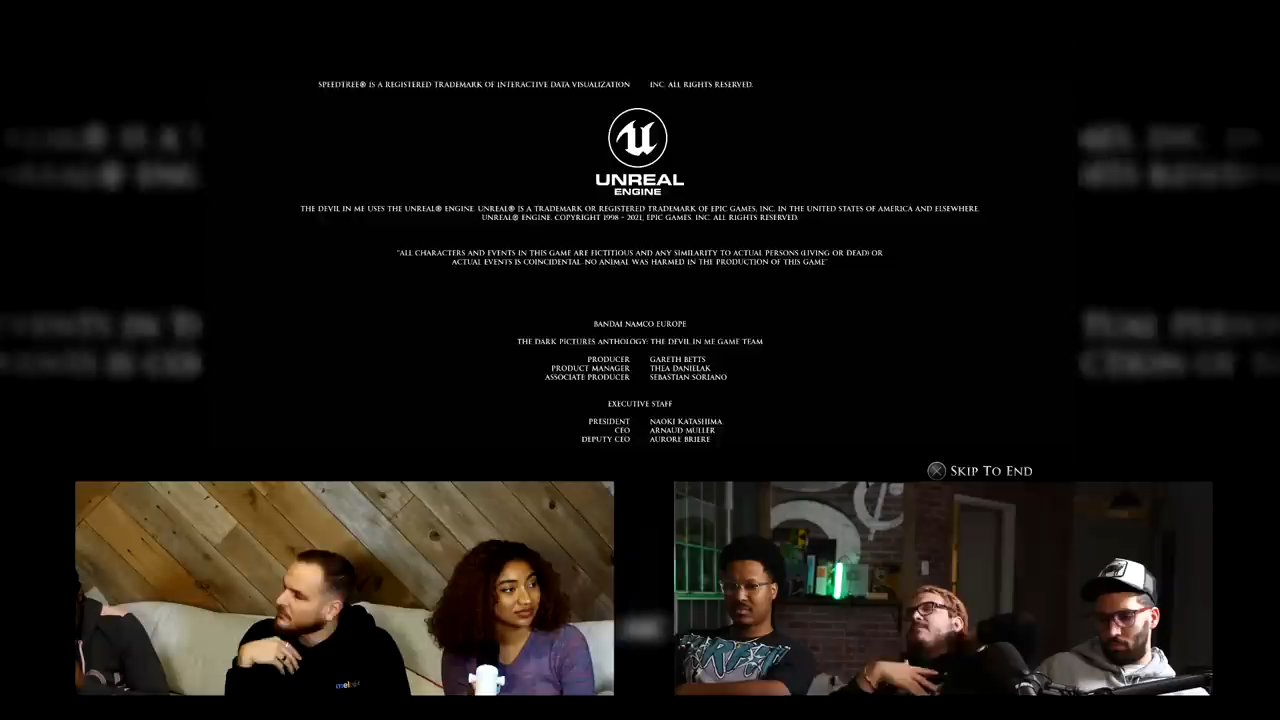 SPEEDTREE® IS A REGISTERED TRADEMARK OF INTERACTIVE DATA VISUALIZATION INC. ALL RIGHTS RESERVED.
UNREAL
ENGINE
THE DEVIL IN ME USES THE UNREAL® ENGINE. UNREAL® IS A TRADEMARK OR REGISTERED TRADEMARK OF EPIC GAMES, INC. IN THE UNITED STATES OF AMERICA AND ELSEWHERE.
UNREAL® ENGINE. COPYRIGHT 1998 - 2021, EPIC GAMES. INC. ALL RIGHTS RESERVED.
"ALL CHARACTERS AND EVENTS IN THIS GAME ARE FICTITIOUS AND ANY SIMILARITY TO ACTUAL PERSONS (LIVING OR DEAD) OR
ACTUAL EVENTS IS COINCIDENTAL. NO ANIMAL WAS HARMED IN THE PRODUCTION OF THIS GAME"
BANDAI NAMCO EUROPE
THE DARK PICTURES ANTHOLOGY: THE DEVIL IN ME GAME TEAM
PRODUCER GARETH BETTS
PRODUCT MANAGER THEA DANIELAK
ASSOCIATE PRODUCER SEBASTIAN SORIANO
EXECUTIVE STAFF
PRESIDENT NAOKI KATASHIMA
CEO ARNAUD MULLER
DEPUTY CEO AURORE BRIERE
SKIP TO END